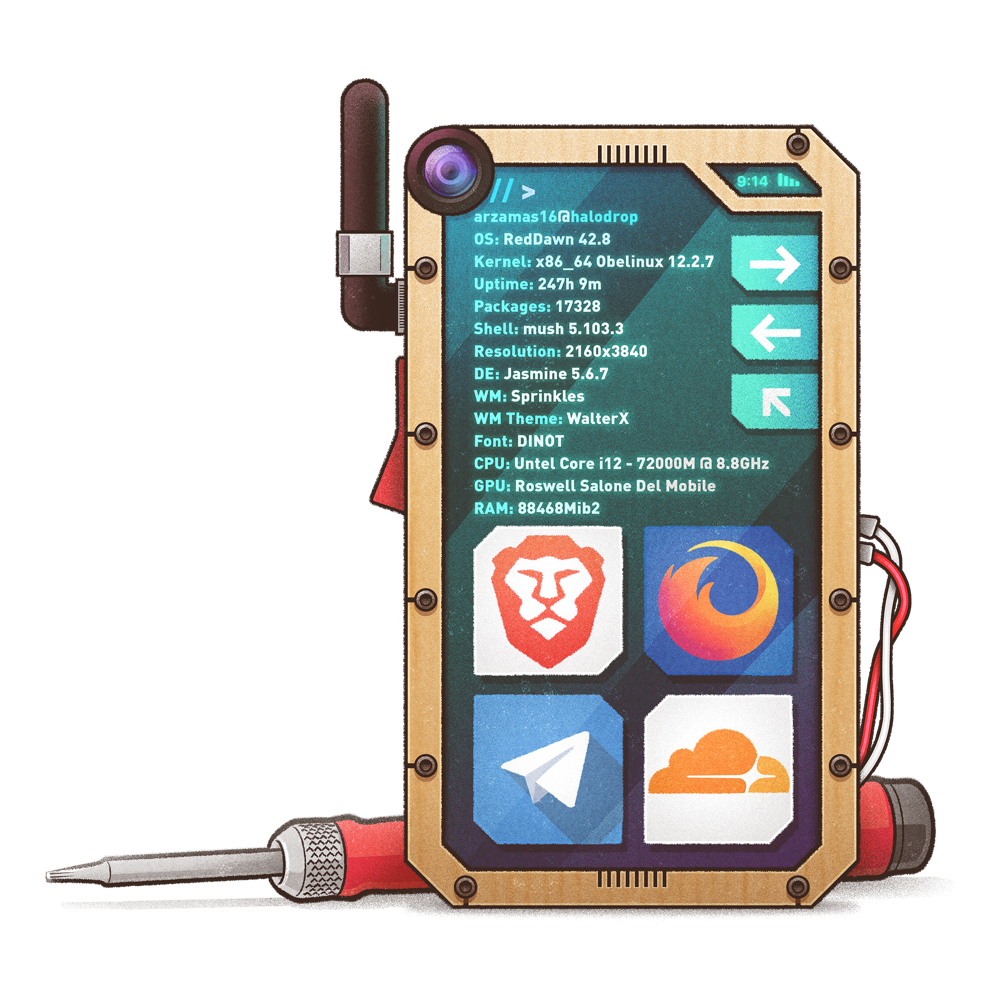 9:14
// >
arzamas16@halodrop
OS: RedDawn 42.8
Kernel: x86_64 Obelinux 12.2.7
Uptime: 247h 9m
Packages: 17328
Shell: mush 5.103.3
Resolution: 2160x3840
DE: Jasmine 5.6.7
WM: Sprinkles
WM Theme: WalterX
Font: DINOT
CPU: Untel Core i12 - 72000M @ 8.8GHz
GPU: Roswell Salone Del Mobile
RAM: 88468Mib2